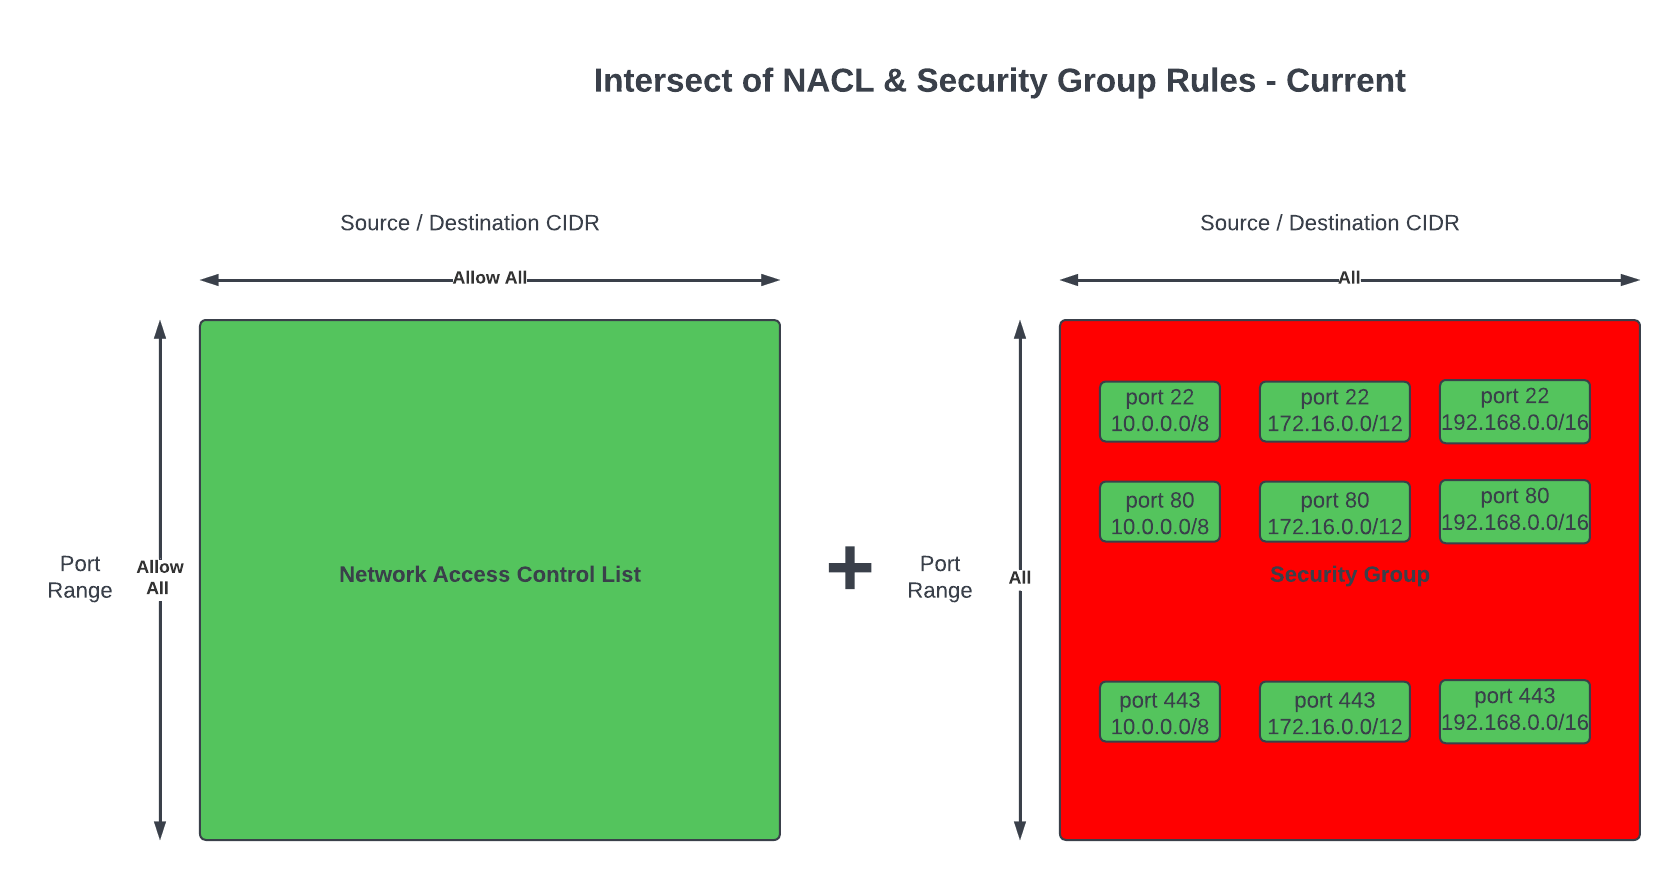 Intersect of NACL & Security Group Rules - Current
Source / Destination CIDR
Allow All
Port
Range
Allow
All
Network Access Control List
+
Source / Destination CIDR
All
Port
Range
All
port 22
10.0.0.0/8
port 22
172.16.0.0/12
port 22
192.168.0.0/16
port 80
10.0.0.0/8
port 80
172.16.0.0/12
port 80
192.168.0.0/16
Security Group
port 443
10.0.0.0/8
port 443
172.16.0.0/12
port 443
192.168.0.0/16